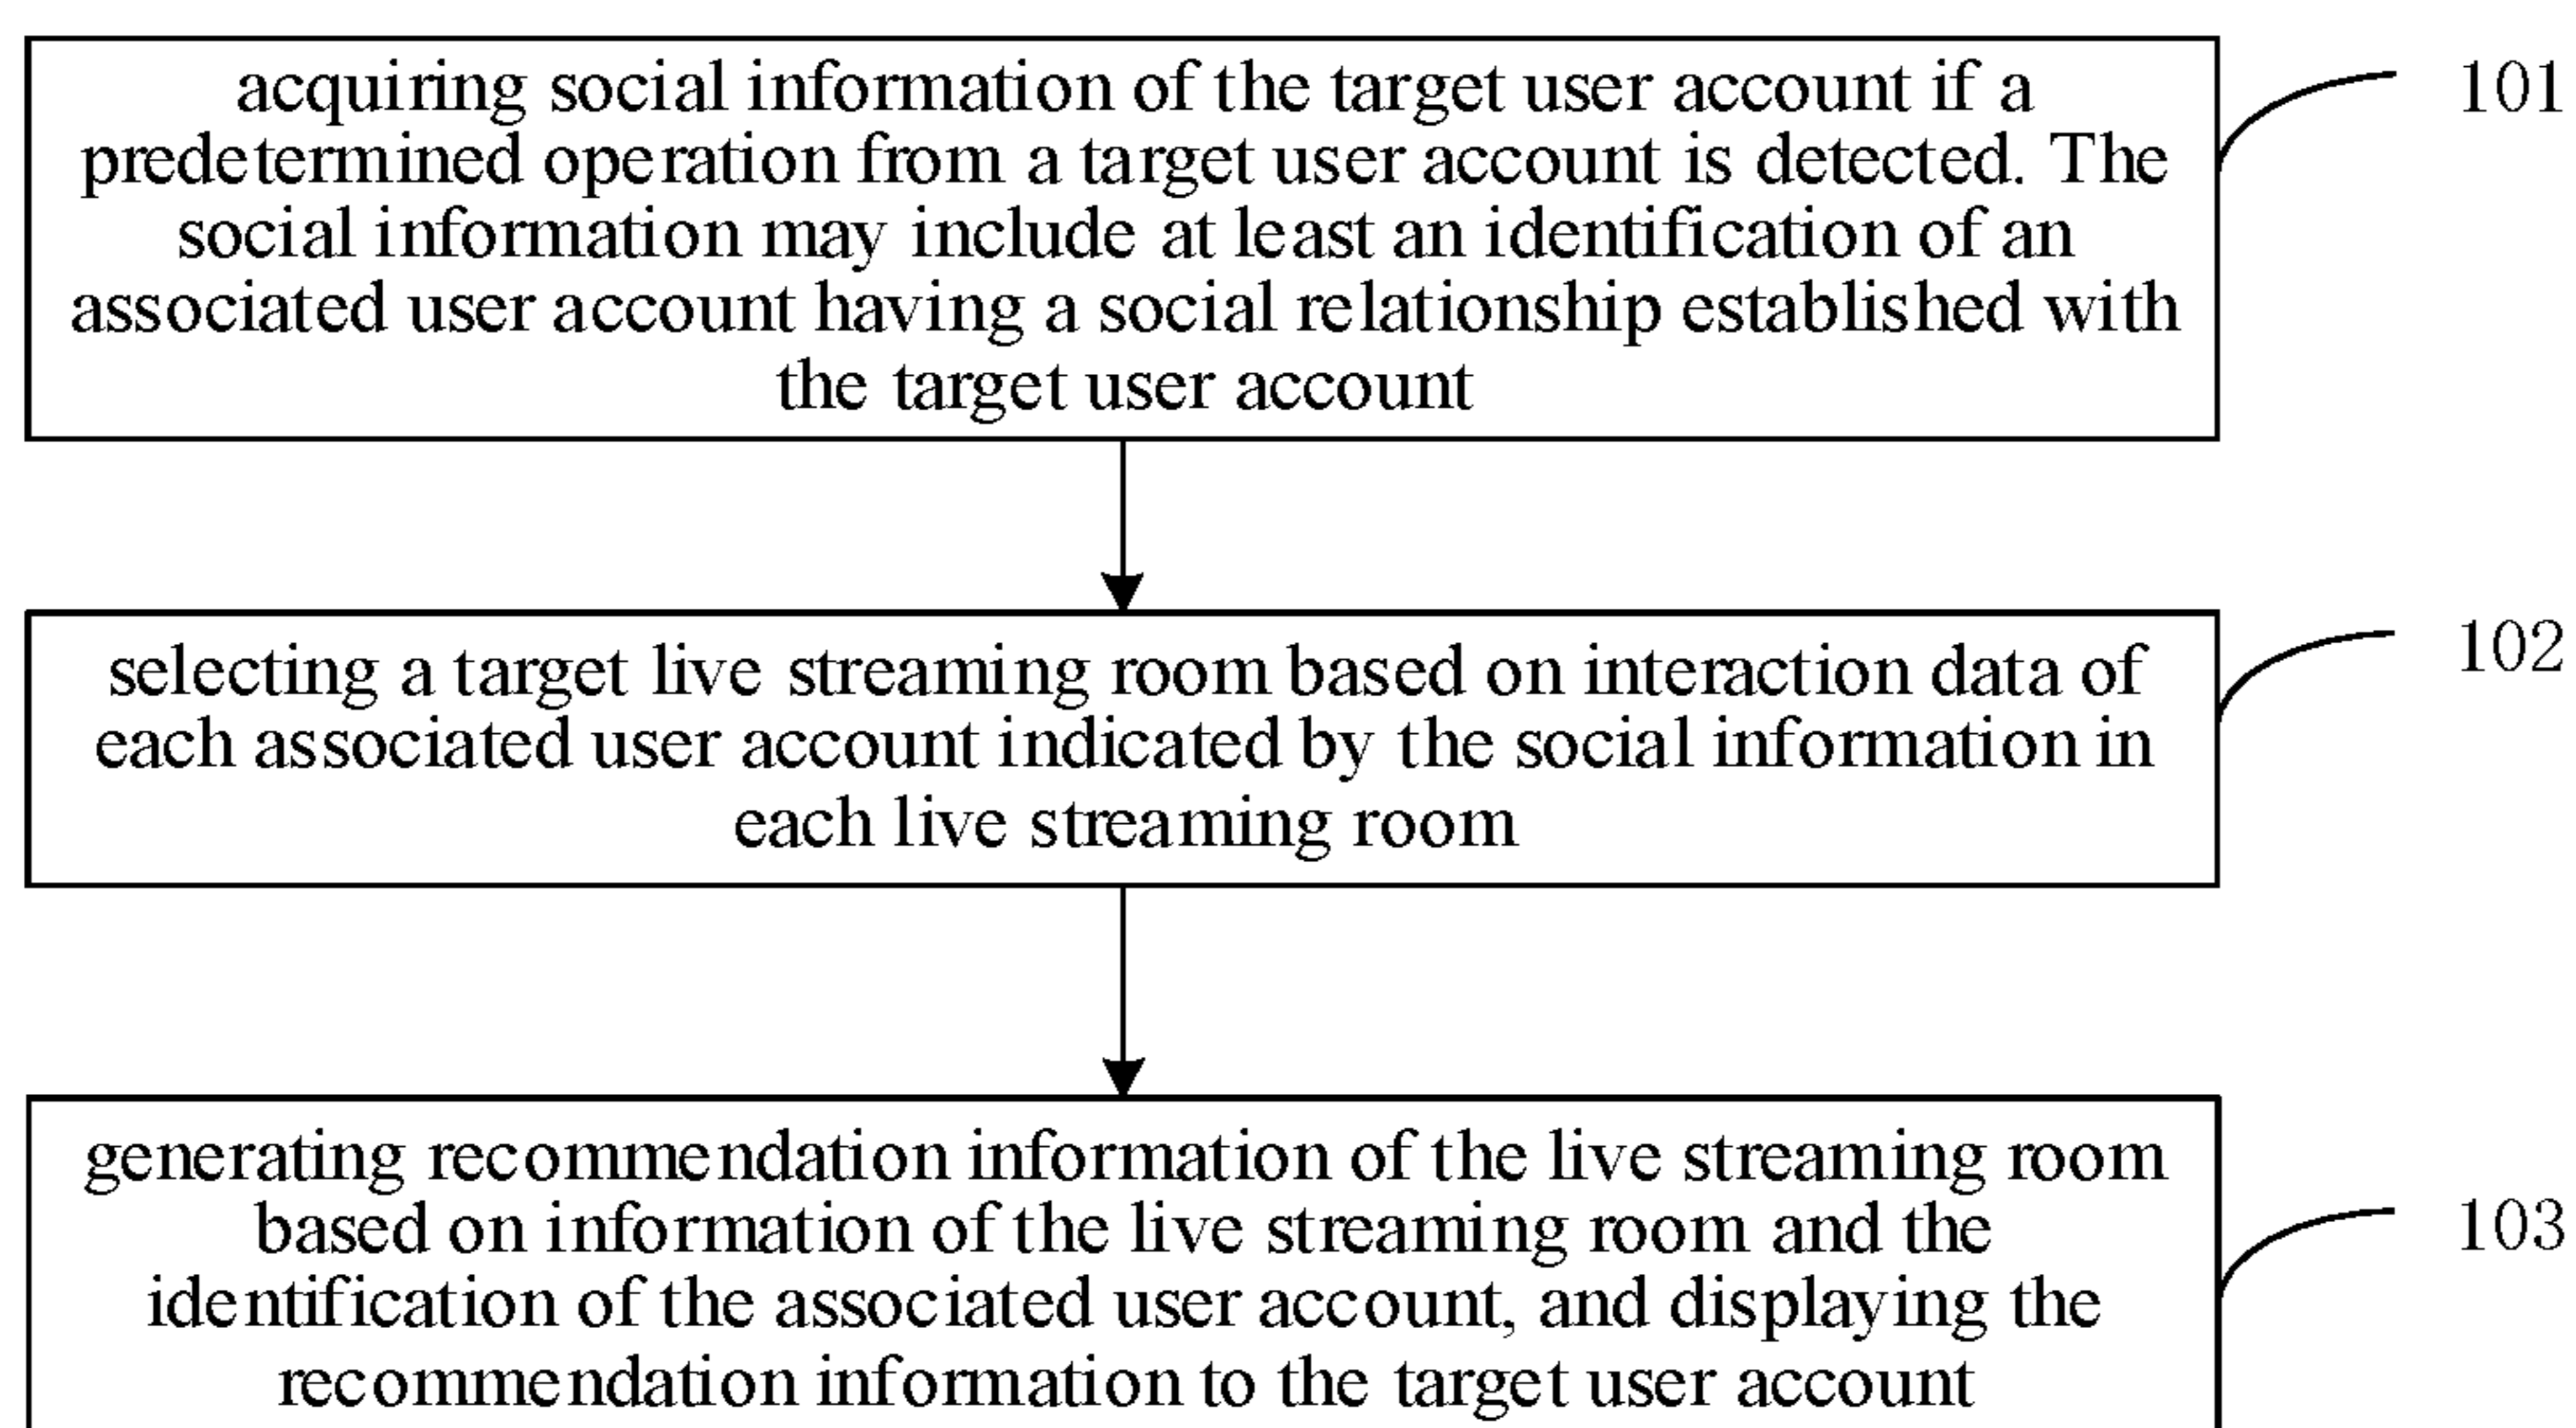 acquiring social information of the target user account if a
101
predetermined operation from a target user account is detected. The
social information may include at least an identification of an
associated user account having a social relationship established with
the target user account
selecting a target live streaming room based on interaction data of
102
each associated user account indicated by the social information in
each live streaming room
generating recommendation information of the live streaming room
103
based on information of the live streaming room and the
identification of the associated user account, and displaying the
recommendation information to the target user account